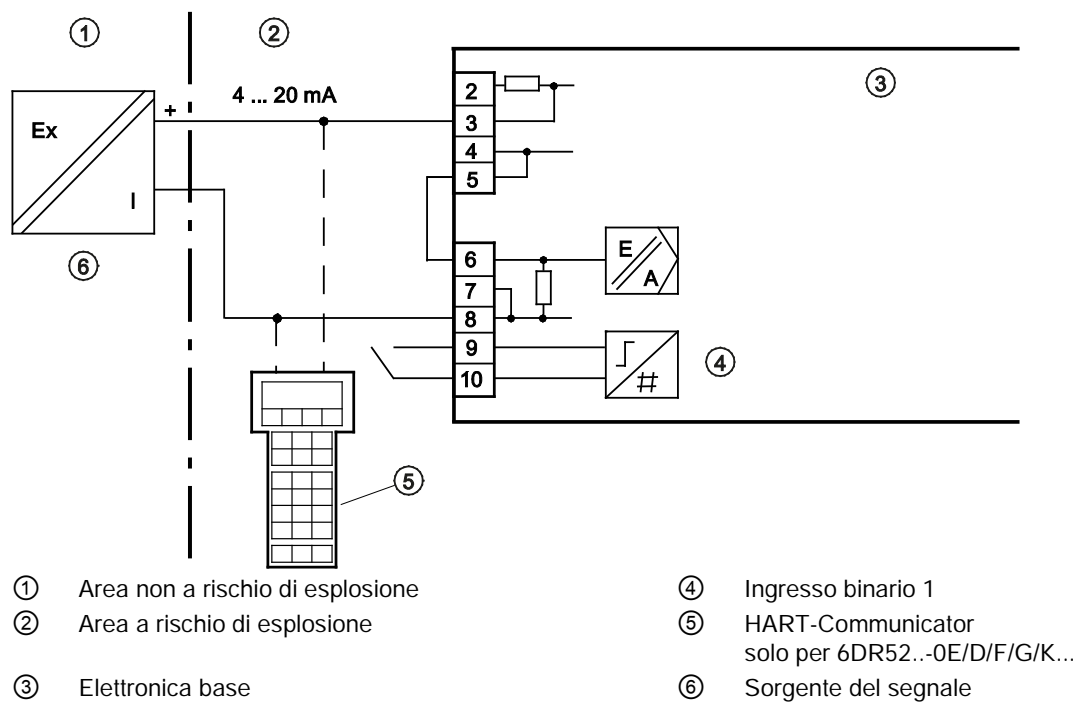 ① ②
4 ... 20 mA
③
+
Ex
I
⑥
2
3
4
5
6
7
8
9
10
E
A
④
#
⑤
① Area non a rischio di esplosione
② Area a rischio di esplosione
③ Elettronica base
④ Ingresso binario 1
⑤ HART-Communicator
solo per 6DR52..-0E/D/F/G/K...
⑥ Sorgente del segnale